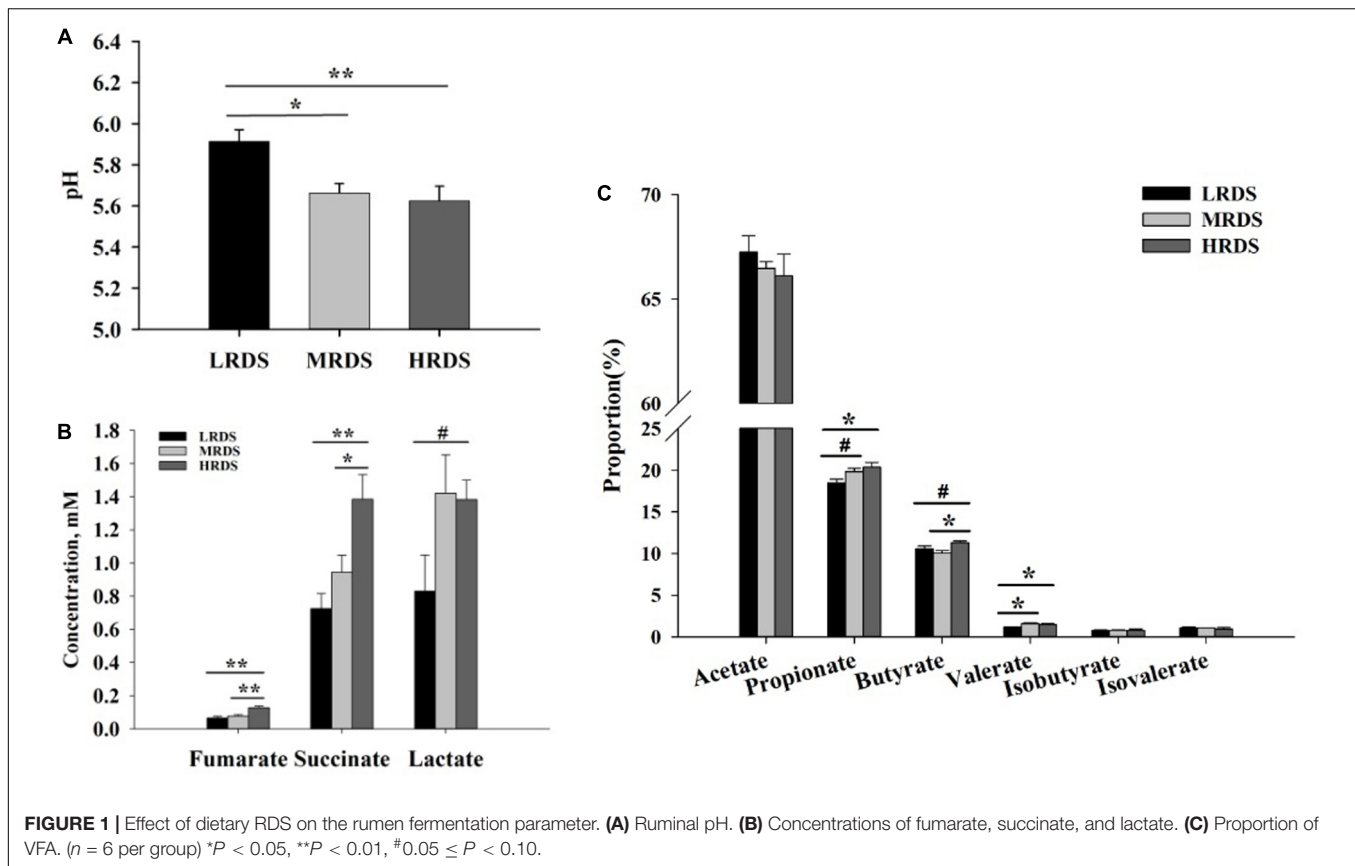 A
6.4
6.2
6.0
5.8
5.6
5.4
5.2
5.0
pH
**
*
LRDS MRDS HRDS
B
1.8
1.6
1.4
1.2
1.0
0.8
0.6
0.4
0.2
0.0
Concentration, mM
LRDS
MRDS
HRDS
**
**
**
*
#
Fumarate Succinate Lactate
C
70
65
60
25
20
15
10
5
0
Proportion(%)
LRDS
MRDS
HRDS
*
#
#
*
*
*
Acetate Propionate Butyrate Valerate Isobutyrate Isovalerate
FIGURE 1 | Effect of dietary RDS on the rumen fermentation parameter. (A) Ruminal pH. (B) Concentrations of fumarate, succinate, and lactate. (C) Proportion of
VFA. (n = 6 per group) *P < 0.05, **P < 0.01, #0.05 ≤ P < 0.10.